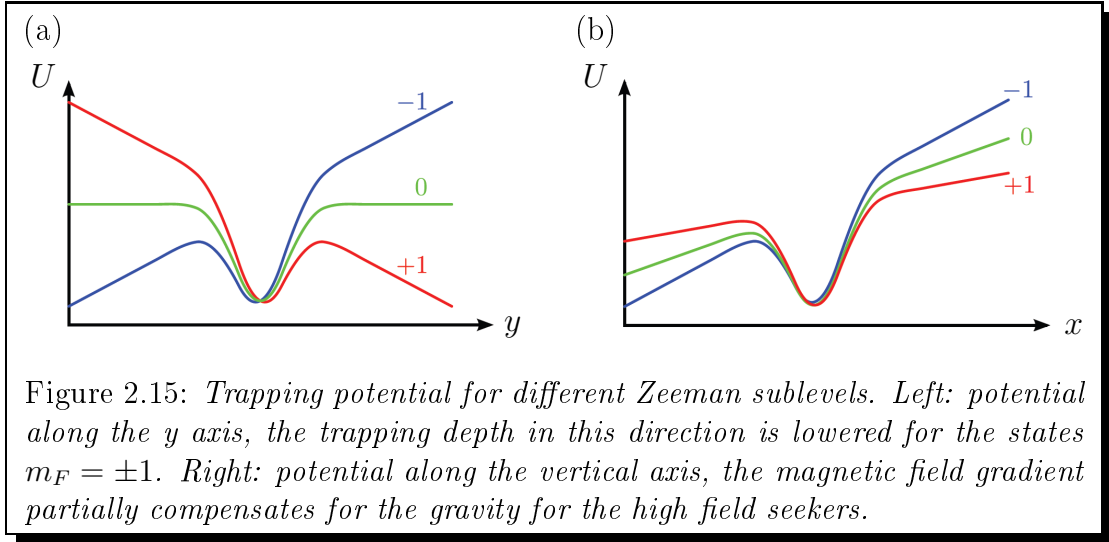 (a)
(b)
U
−1
0
+1
y
U
−1
0
+1
x
Figure 2.15: Trapping potential for different Zeeman sublevels. Left: potential
along the y axis, the trapping depth in this direction is lowered for the states
m_F = ±1. Right: potential along the vertical axis, the magnetic field gradient
partially compensates for the gravity for the high field seekers.